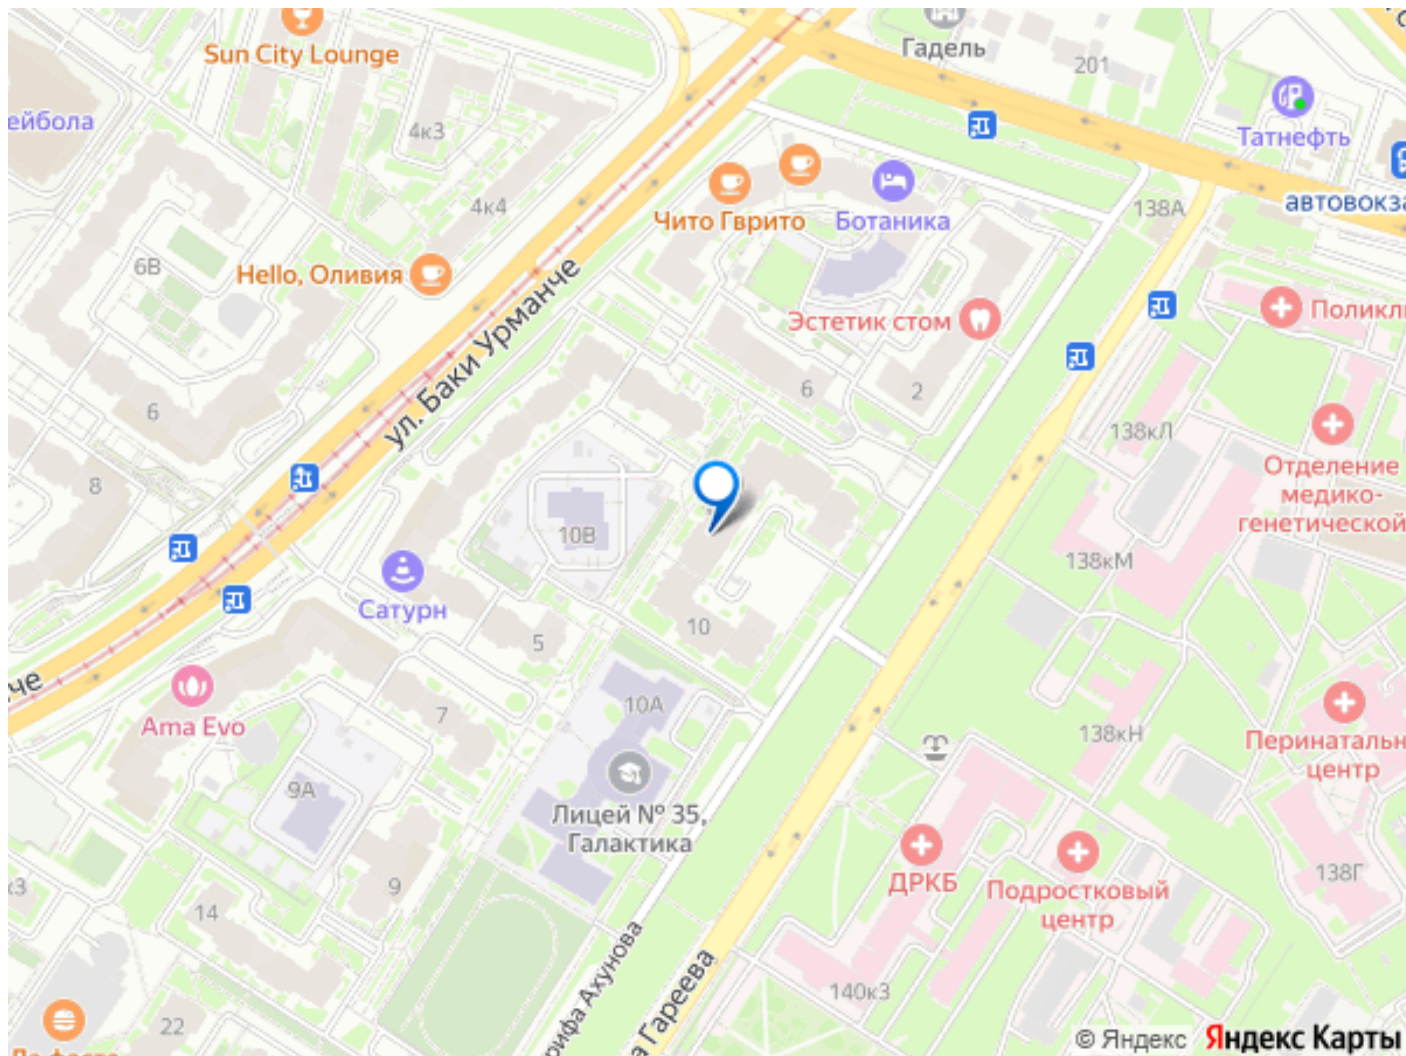 Sun City Lounge
Гадель
201
ейбола
4к3
Татнефть
4к4
Чито Гврито
Ботаника
138А
автовокза
6В
Hello, Оливия
Эстетик стом
Поликли
ул. Баки Урманче
6
6
2
138кЛ
Отделение
медико-
генетической
8
10В
138кМ
Сатурн
5
10
че
Ama Evo
7
10А
138кН
Перинатальн
центр
9А
Лицей № 35,
Галактика
к3
9
14
ДРКБ
Подростковый
центр
138Г
рифа Ахунова
а Гареева
140к3
22
© Яндекс Яндекс Карты